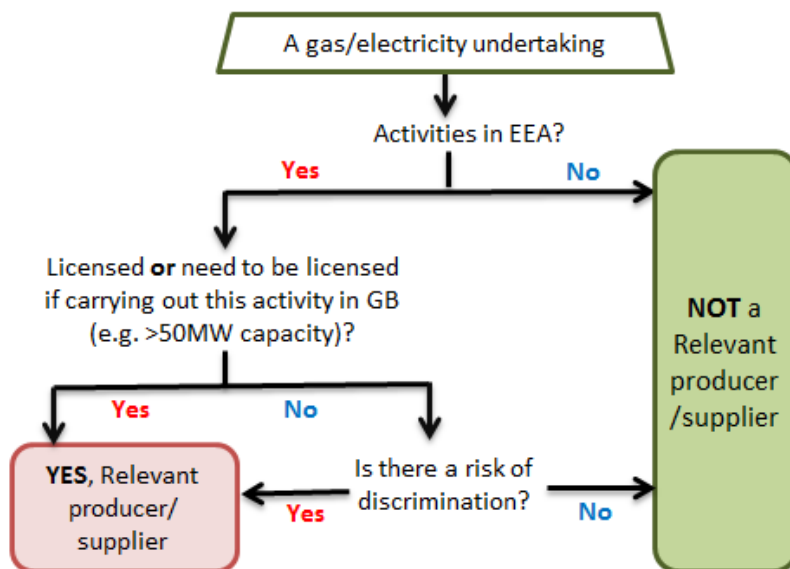 A gas/electricity undertaking
Activities in EEA?
Yes
No
Licensed or need to be licensed
if carrying out this activity in GB
(e.g. >50MW capacity)?
NOT a
Relevant
producer
/supplier
Yes
No
YES, Relevant
producer/
supplier
Is there a risk of
discrimination?
Yes
No